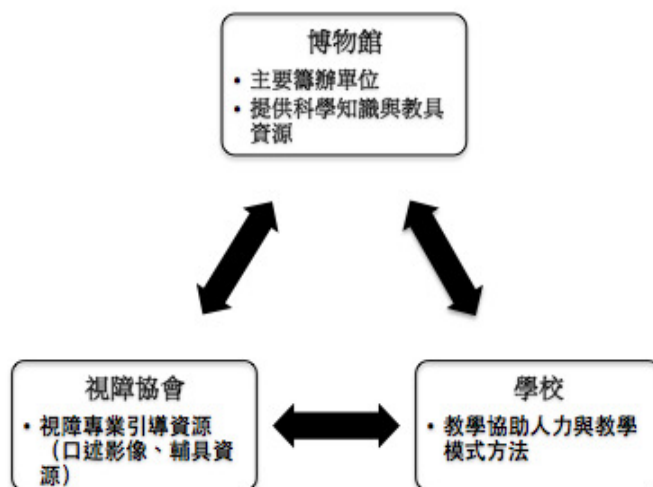 博物館
• 主要籌辦單位
• 提供科學知識與教具
資源
視障協會
• 視障專業引導資源
（口述影像、輔具資
源）
學校
• 教學協助人力與教學
模式方法